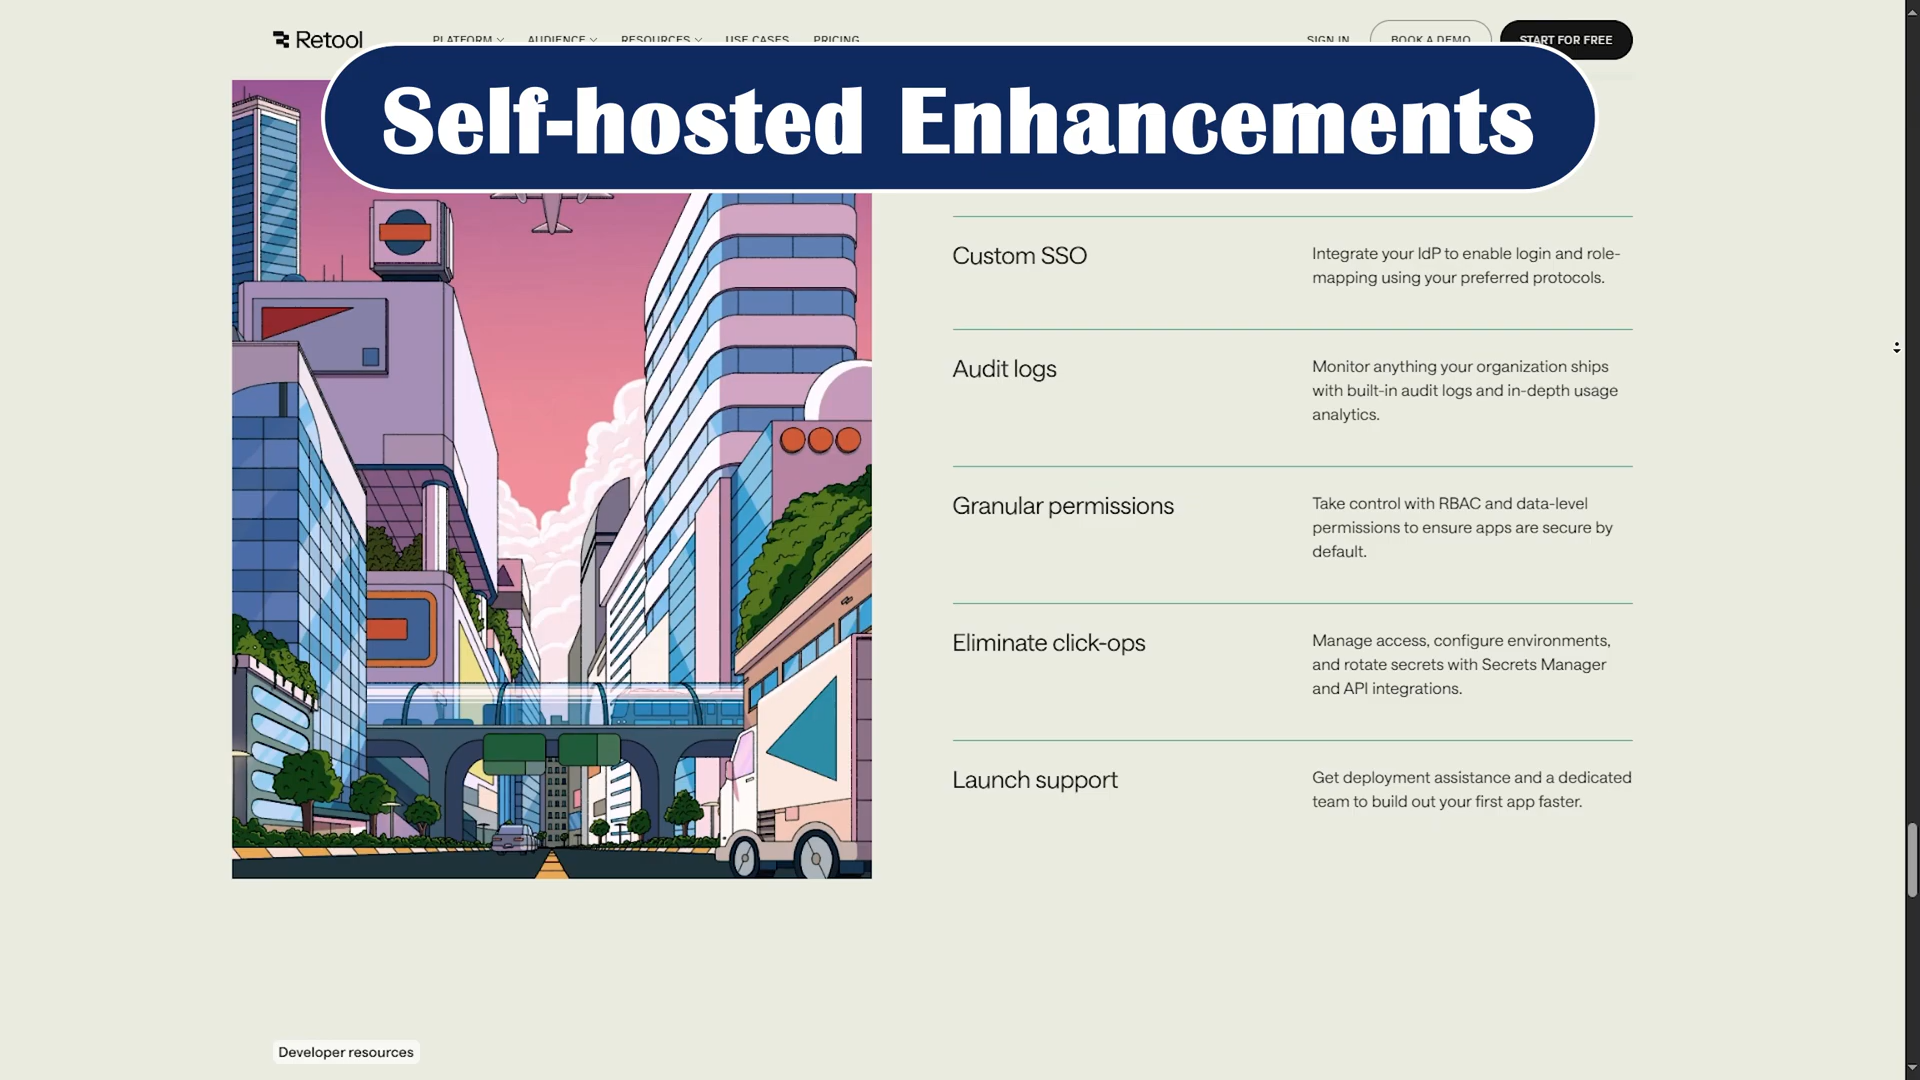 Retool
PLATFORM
AUDIENCE
RESOURCES
USE CASES
PRICING
SIGN IN
BOOK A DEMO
START FOR FREE
Self-hosted Enhancements
Custom SSO
Integrate your IdP to enable login and role-
mapping using your preferred protocols.
Audit logs
Monitor anything your organization ships
with built-in audit logs and in-depth usage
analytics.
Granular permissions
Take control with RBAC and data-level
permissions to ensure apps are secure by
default.
Eliminate click-ops
Manage access, configure environments,
and rotate secrets with Secrets Manager
and API integrations.
Launch support
Get deployment assistance and a dedicated
team to build out your first app faster.
Developer resources